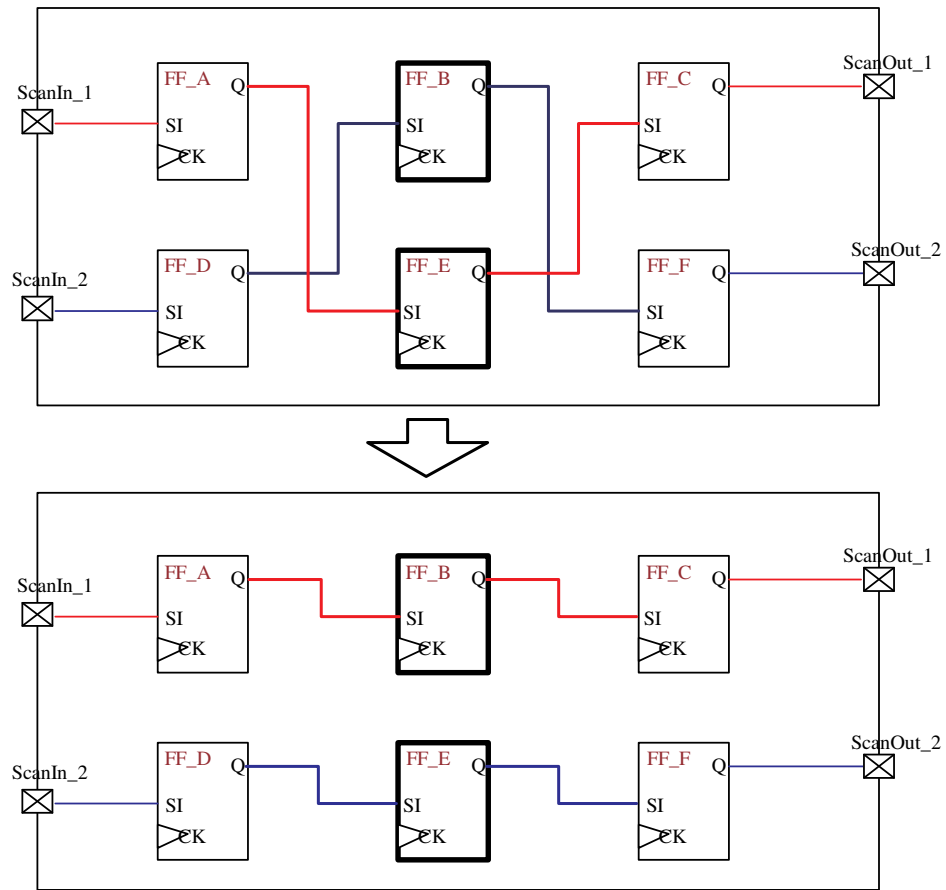 ScanOut_1
FF_A Q FF_B Q FF_C Q
ScanIn_1
SI SI SI
CK CK CK
ScanOut_2
FF_D Q FF_E Q FF_F Q
ScanIn_2
SI SI SI
CK CK CK
ScanOut_1
FF_A Q FF_B Q FF_C Q
ScanIn_1
SI SI SI
CK CK CK
ScanOut_2
FF_D Q FF_E Q FF_F Q
ScanIn_2
SI SI SI
CK CK CK